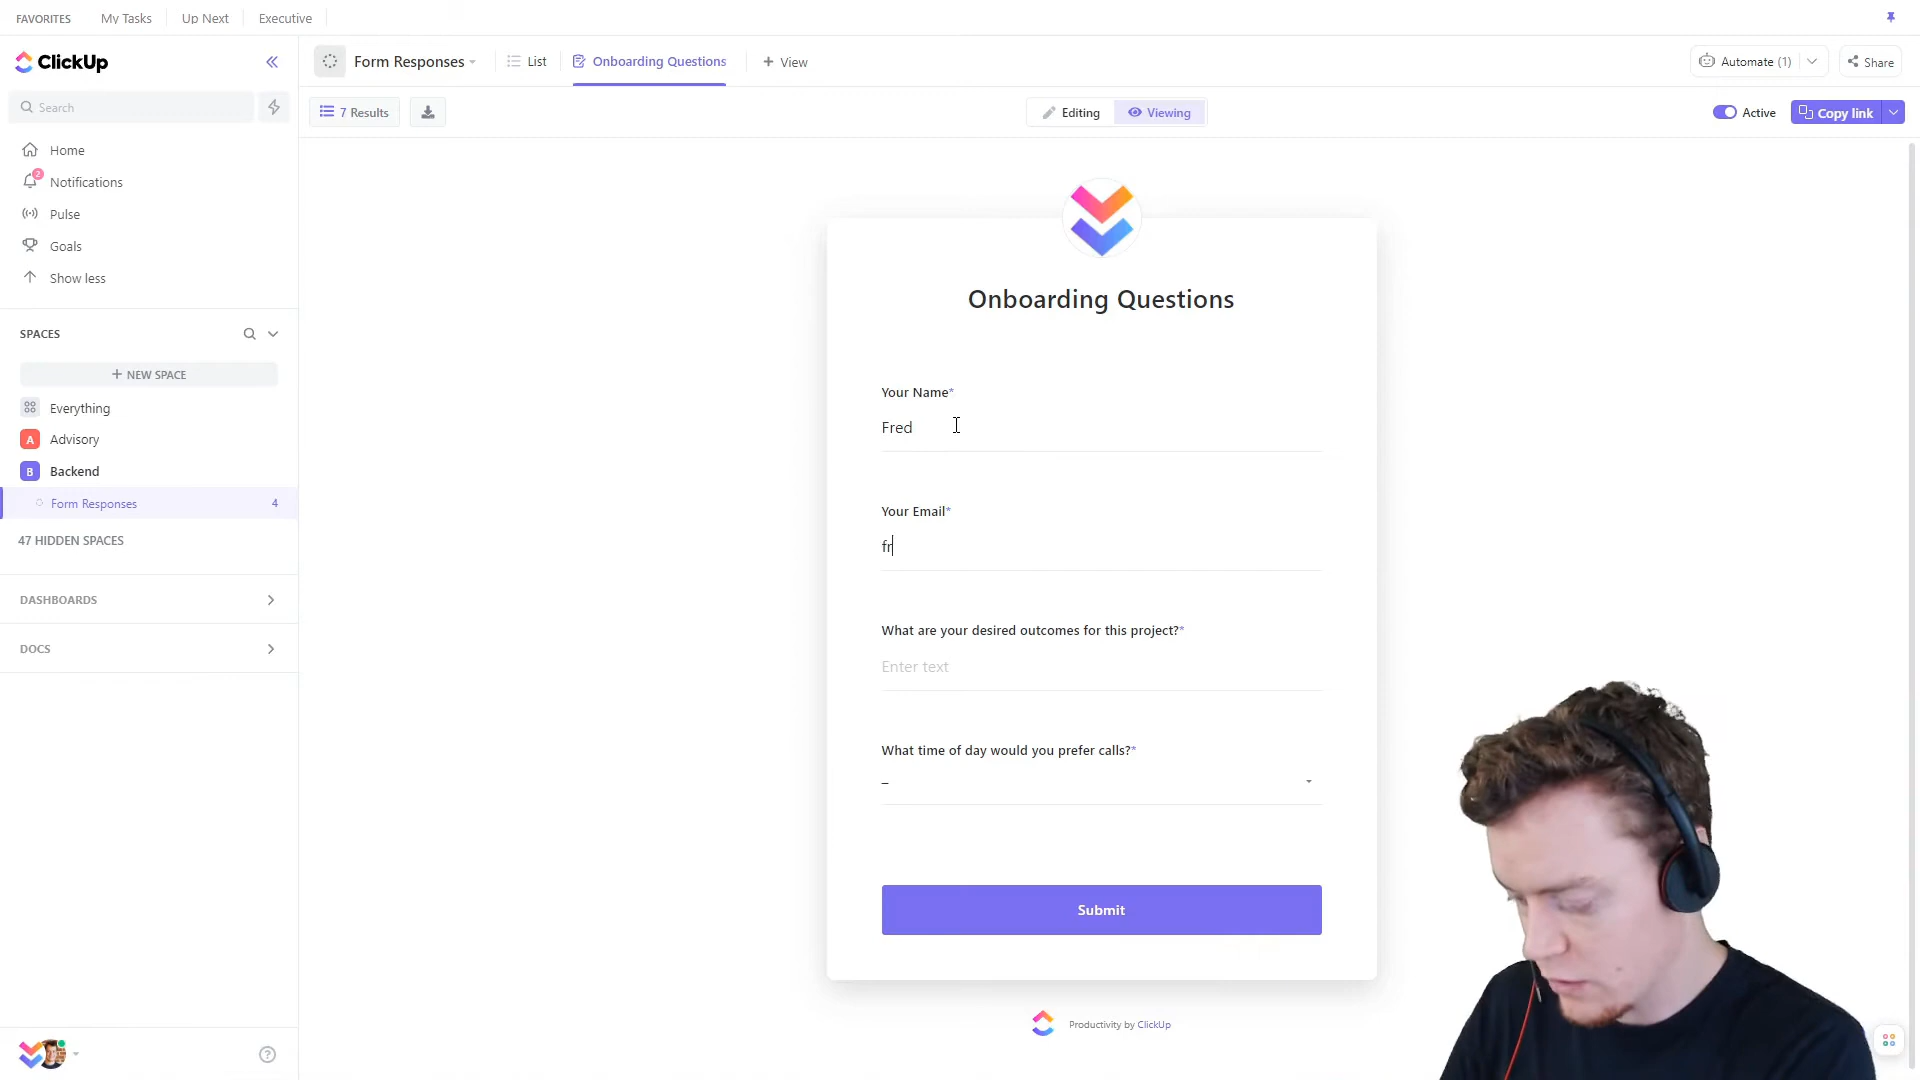 FAVORITES My Tasks Up Next Executive
ClickUp
Form Responses List Onboarding Questions + View Automate (1) Share
Search
7 Results Editing Viewing Active Copy link
Home
Notifications 2
Pulse
Goals
Show less
SPACES
+ NEW SPACE
Everything
A Advisory
B Backend
Form Responses 4
47 HIDDEN SPACES
DASHBOARDS
DOCS
Onboarding Questions
Your Name*
Fred
Your Email*
fr
What are your desired outcomes for this project?*
Enter text
What time of day would you prefer calls?*
–
Submit
Productivity by ClickUp